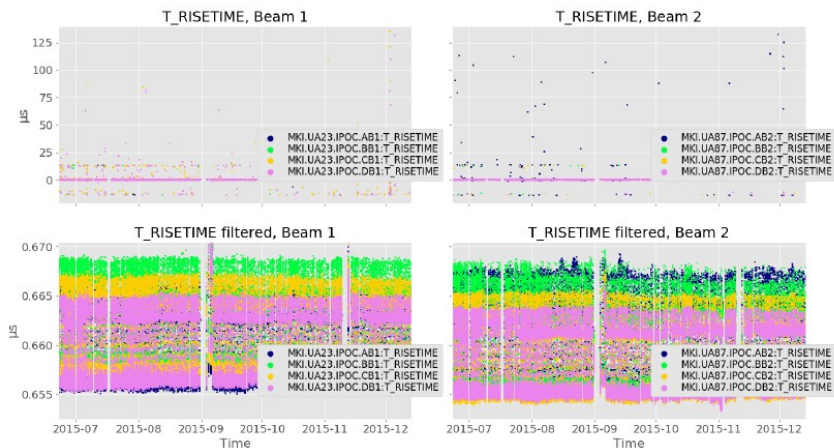 T_RISETIME, Beam 1
T_RISETIME, Beam 2
125
100
75
50
25
0
µs
MKI.UA23.IPOC.AB1:T_RISETIME
MKI.UA23.IPOC.BB1:T_RISETIME
MKI.UA23.IPOC.CB1:T_RISETIME
MKI.UA23.IPOC.DB1:T_RISETIME
MKI.UA87.IPOC.AB2:T_RISETIME
MKI.UA87.IPOC.BB2:T_RISETIME
MKI.UA87.IPOC.CB2:T_RISETIME
MKI.UA87.IPOC.DB2:T_RISETIME
T_RISETIME filtered, Beam 1
T_RISETIME filtered, Beam 2
0.670
0.665
0.660
0.655
µs
MKI.UA23.IPOC.AB1:T_RISETIME
MKI.UA23.IPOC.BB1:T_RISETIME
MKI.UA23.IPOC.CB1:T_RISETIME
MKI.UA23.IPOC.DB1:T_RISETIME
MKI.UA87.IPOC.AB2:T_RISETIME
MKI.UA87.IPOC.BB2:T_RISETIME
MKI.UA87.IPOC.CB2:T_RISETIME
MKI.UA87.IPOC.DB2:T_RISETIME
2015-07 2015-08 2015-09 2015-10 2015-11 2015-12
2015-07 2015-08 2015-09 2015-10 2015-11 2015-12
Time
Time